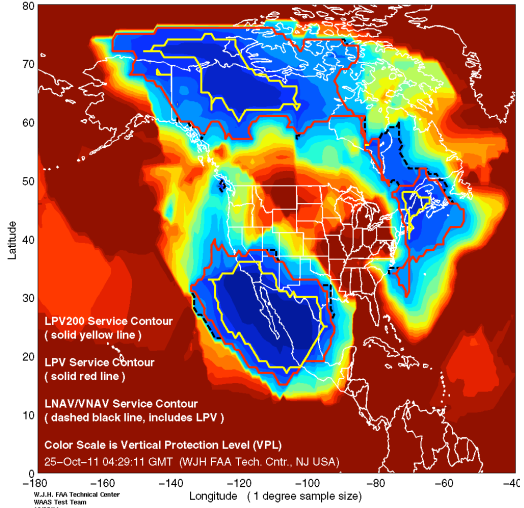 80
70
60
50
40
30
20
10
0
Latitude
LPV200 Service Contour
( solid yellow line )
LPV Service Contour
(solid red line )
LNAV/VNAV Service Contour
( dashed black line, includes LPV )
Color Scale is Vertical Protection Level (VPL)
25-Oct-11 04:29:11 GMT (WJH FAA Tech. Cntr., NJ USA)
-180 -160 -140 -120 -100 -80 -60 -40
Longitude ( 1 degree sample size)
W.J.H. FAA Technical Center
WAAS Test Team